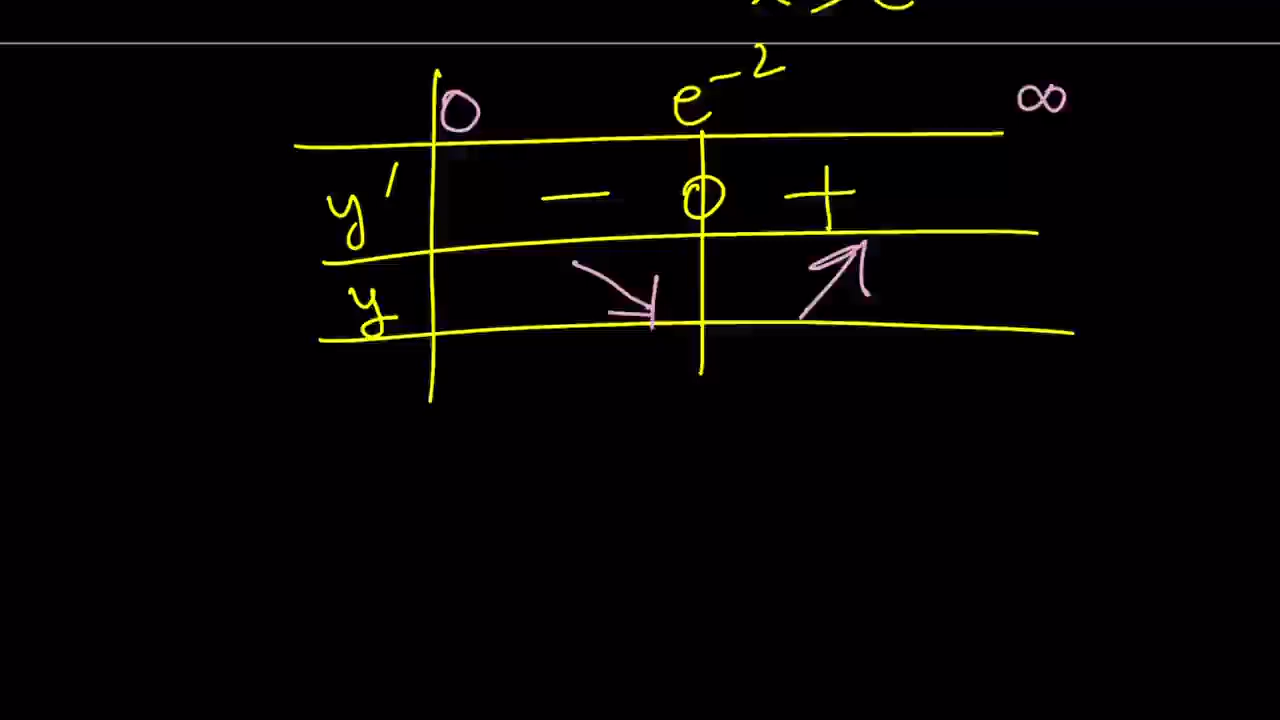 0 e⁻² ∞
y' − 0 +
y ↘ ↗